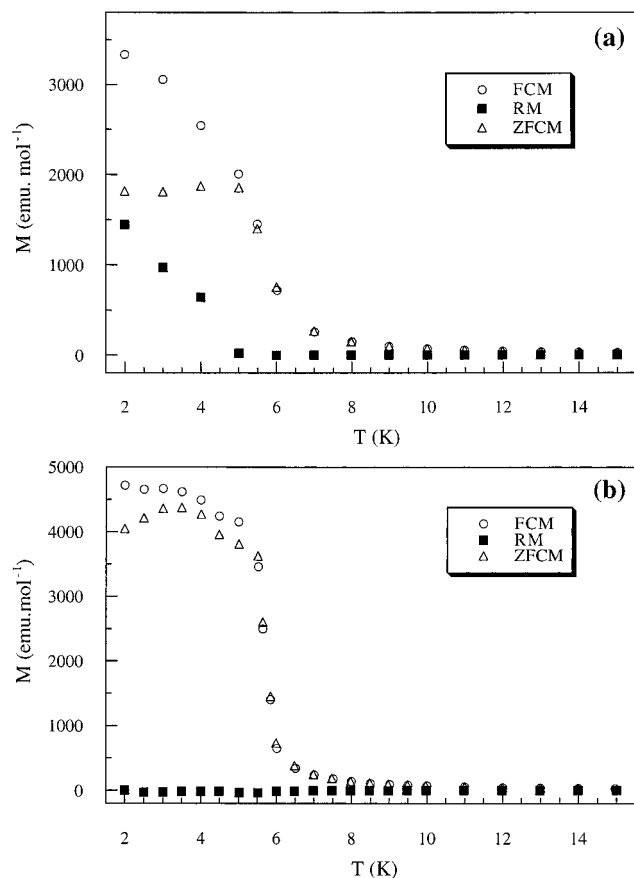 (a)
3000
2000
1000
0
M (emu. mol⁻¹)
FCM
RM
ZFCM
2 4 6 8 10 12 14
T (K)
(b)
5000
4000
3000
2000
1000
0
M (emu.mol⁻¹)
FCM
RM
ZFCM
2 4 6 8 10 12 14
T (K)